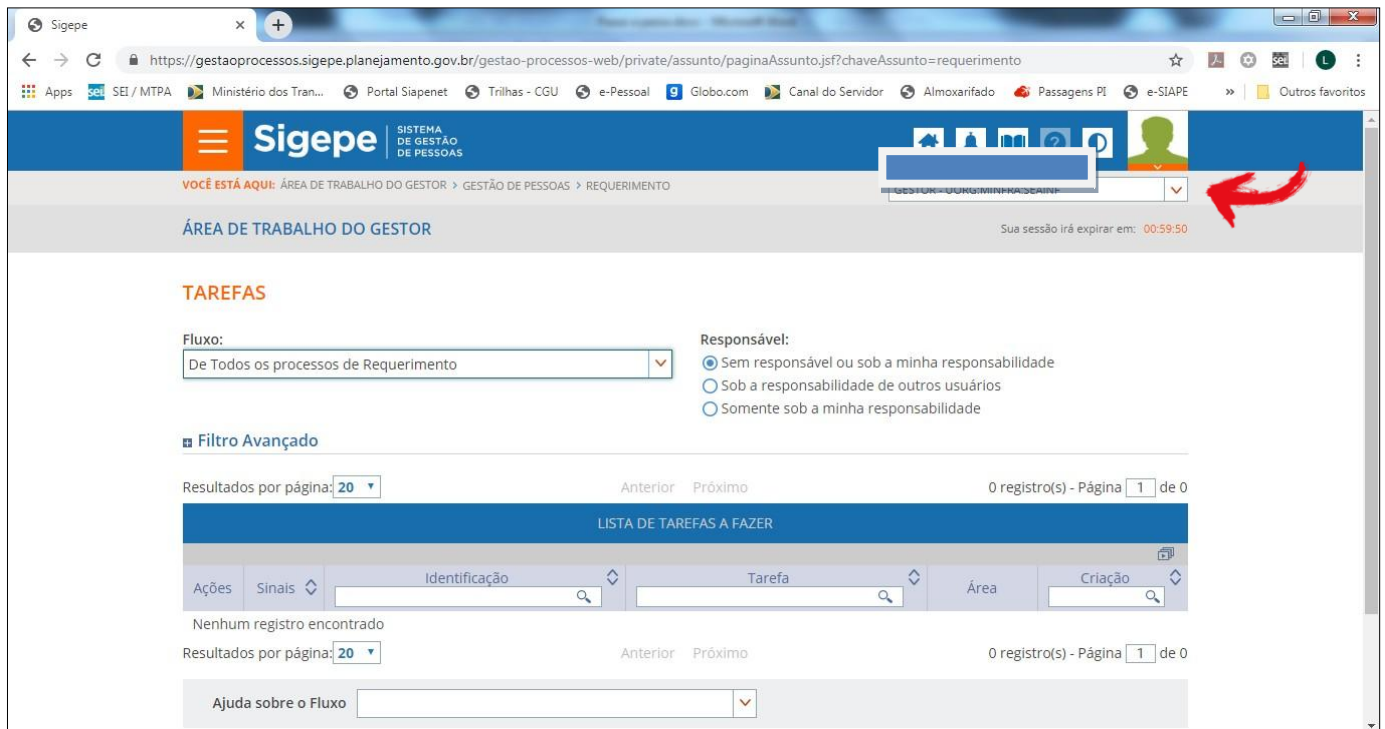 Sigepe
https://gestaoprocessos.sigepe.planejamento.gov.br/gestao-processos-web/private/assunto/paginaAssunto.jsf?chaveAssunto=requerimento
sei L
Apps sei SEI / MTPA Ministério dos Tran... Portal Siapenet Trilhas - CGU e-Pessoal Globo.com Canal do Servidor Almoxarifado Passagens PI e-SIAPE » Outros favoritos
Sigepe SISTEMA
DE GESTÃO
DE PESSOAS
VOCÊ ESTÁ AQUI: ÁREA DE TRABALHO DO GESTOR > GESTÃO DE PESSOAS > REQUERIMENTO
GESTOR - UORG:MINFRA:SEAINF
ÁREA DE TRABALHO DO GESTOR Sua sessão irá expirar em: 00:59:50
TAREFAS
Fluxo: Responsável:
De Todos os processos de Requerimento Sem responsável ou sob a minha responsabilidade
Sob a responsabilidade de outros usuários
Somente sob a minha responsabilidade
Filtro Avançado
Resultados por página: 20 Anterior Próximo 0 registro(s) - Página 1 de 0
LISTA DE TAREFAS A FAZER
Ações Sinais Identificação Tarefa Área Criação
Nenhum registro encontrado
Resultados por página: 20 Anterior Próximo 0 registro(s) - Página 1 de 0
Ajuda sobre o Fluxo